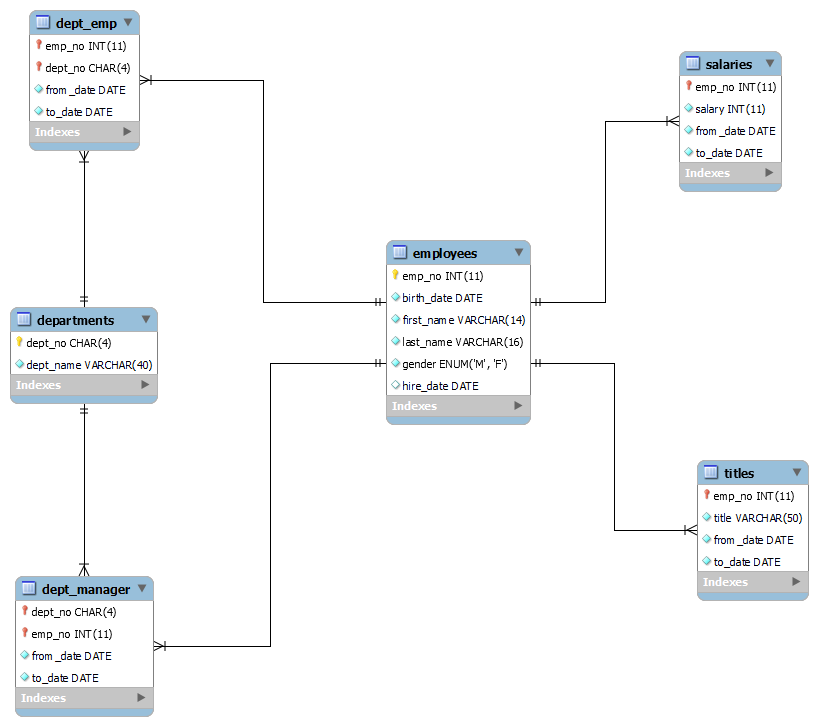 dept_emp
emp_no INT(11)
dept_no CHAR(4)
from_date DATE
to_date DATE
Indexes
salaries
emp_no INT(11)
salary INT(11)
from_date DATE
to_date DATE
Indexes
employees
emp_no INT(11)
birth_date DATE
first_name VARCHAR(14)
last_name VARCHAR(16)
gender ENUM('M', 'F')
hire_date DATE
Indexes
departments
dept_no CHAR(4)
dept_name VARCHAR(40)
Indexes
titles
emp_no INT(11)
title VARCHAR(50)
from_date DATE
to_date DATE
Indexes
dept_manager
dept_no CHAR(4)
emp_no INT(11)
from_date DATE
to_date DATE
Indexes